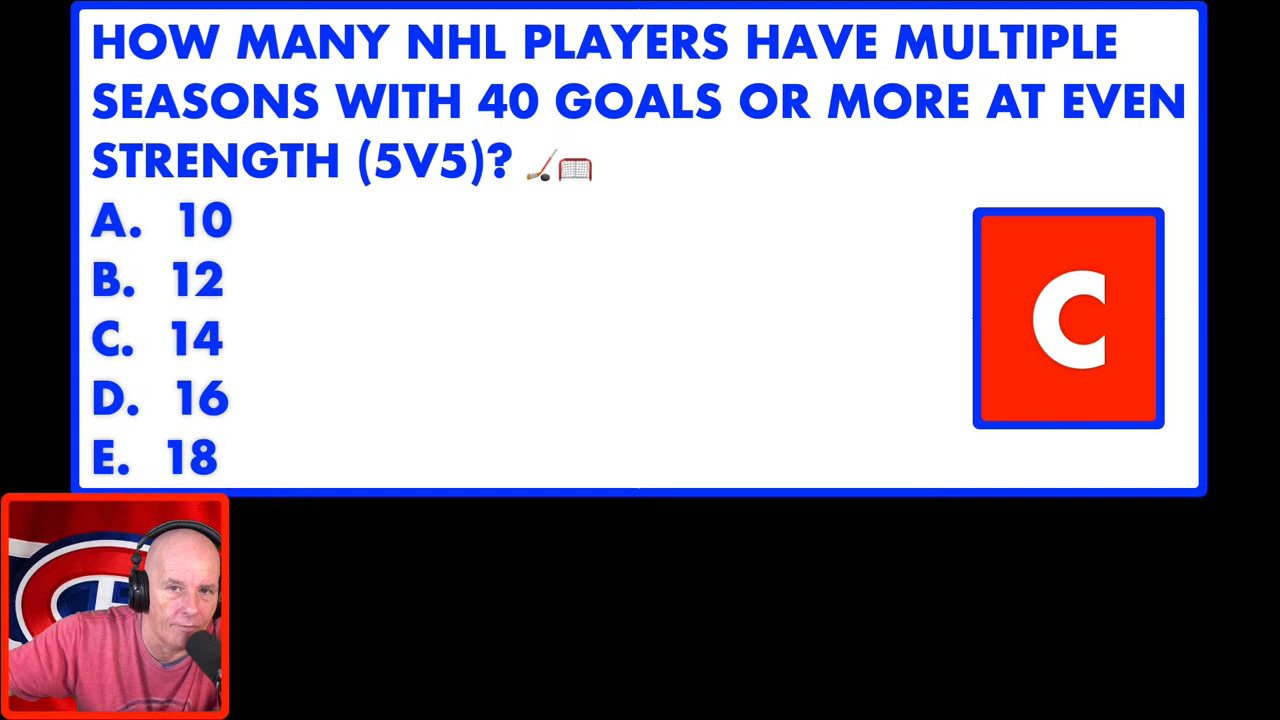 HOW MANY NHL PLAYERS HAVE MULTIPLE
SEASONS WITH 40 GOALS OR MORE AT EVEN
STRENGTH (5V5)? 🏒🥅
A. 10
B. 12
C. 14
D. 16
E. 18
C